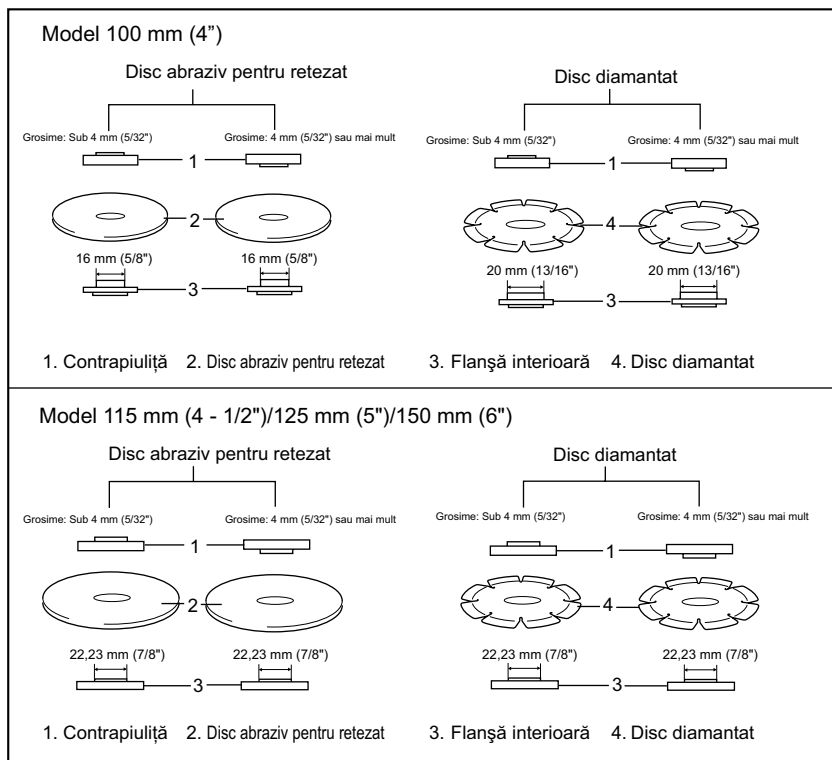 Model 100 mm (4”)
Disc abraziv pentru retezat
Disc diamantat
Grosime: Sub 4 mm (5/32")
Grosime: 4 mm (5/32") sau mai mult
Grosime: Sub 4 mm (5/32")
Grosime: 4 mm (5/32") sau mai mult
1
1
2
4
16 mm (5/8")
16 mm (5/8")
20 mm (13/16")
20 mm (13/16")
3
3
1. Contrapiuliţă 2. Disc abraziv pentru retezat 3. Flanşă interioară 4. Disc diamantat
Model 115 mm (4 - 1/2")/125 mm (5")/150 mm (6")
Disc abraziv pentru retezat
Disc diamantat
Grosime: Sub 4 mm (5/32")
Grosime: 4 mm (5/32") sau mai mult
Grosime: Sub 4 mm (5/32")
Grosime: 4 mm (5/32") sau mai mult
1
1
2
4
22,23 mm (7/8")
22,23 mm (7/8")
22,23 mm (7/8")
22,23 mm (7/8")
3
3
1. Contrapiuliţă 2. Disc abraziv pentru retezat 3. Flanşă interioară 4. Disc diamantat